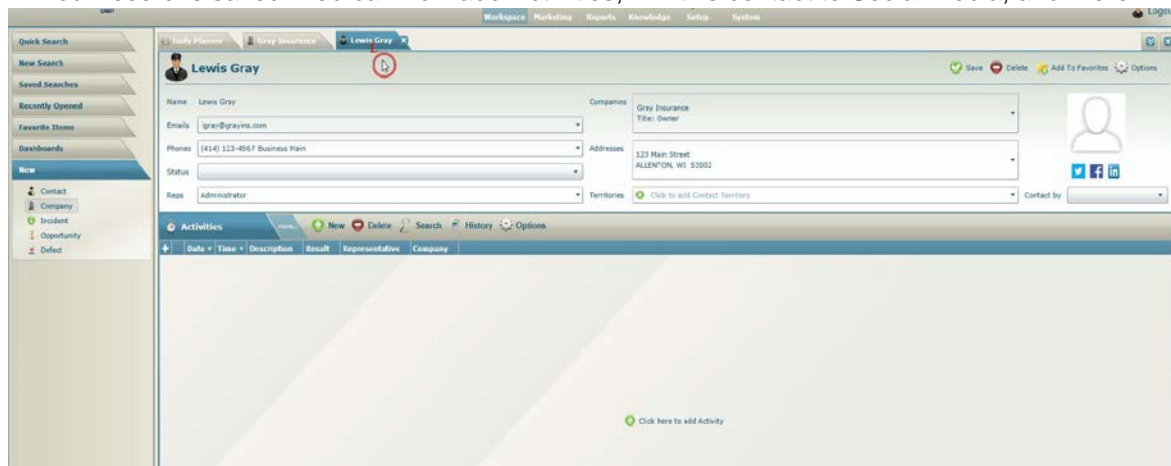 Workspace Marketing Reports Knowledge Setup System
Quick Search
New Search
Saved Searches
Recently Opened
Favorite Items
Dashboards
New
Contact
Company
Incident
Opportunity
Defect
Daily Planner Gray Insurance Lewis Gray
Lewis Gray
Save Delete Add To Favorites Options
Name Lewis Gray
Emails lgray@grayins.com
Phones (414) 123-4567 Business Main
Status
Reps Administrator
Companies Gray Insurance
Title: Owner
Addresses 123 Main Street
ALLENTON, WI 53002
Territories Click to add Contact Territory
Contact by
Activities New Delete Search History Options
Date Time Description Result Representative Company
Click here to add Activity